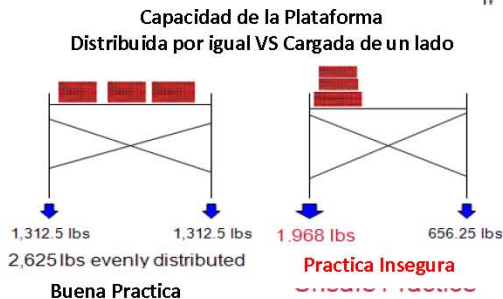 Capacidad de la Plataforma
Distribuida por igual VS Cargada de un lado
1,312.5 lbs
1,312.5 lbs
1.968 lbs
656.25 lbs
2,625 lbs evenly distributed
Practica Insegura
Buena Practica